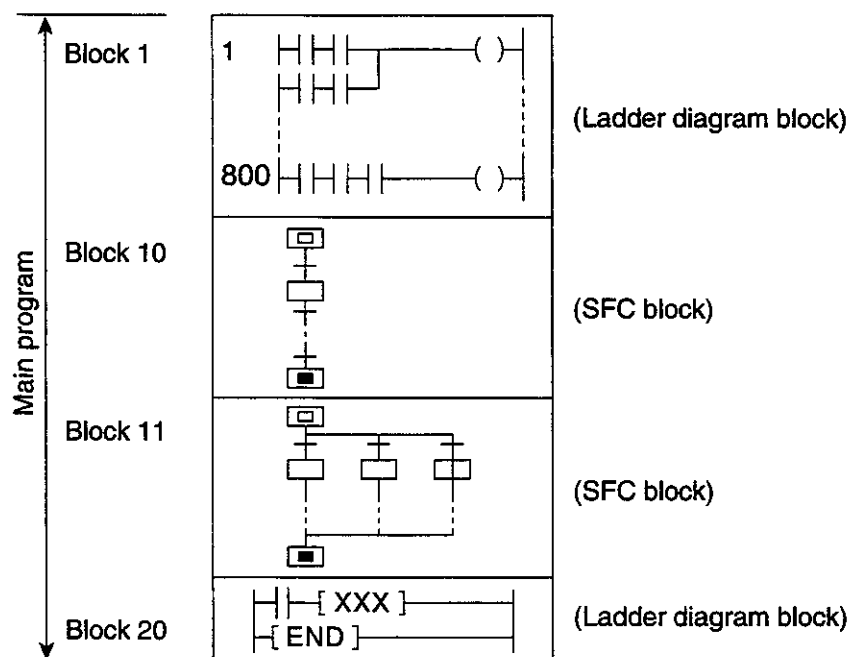 Main program
Block 1
1
( )
(Ladder diagram block)
800
( )
Block 10
(SFC block)
Block 11
(SFC block)
[ XXX ]
(Ladder diagram block)
Block 20
[ END ]